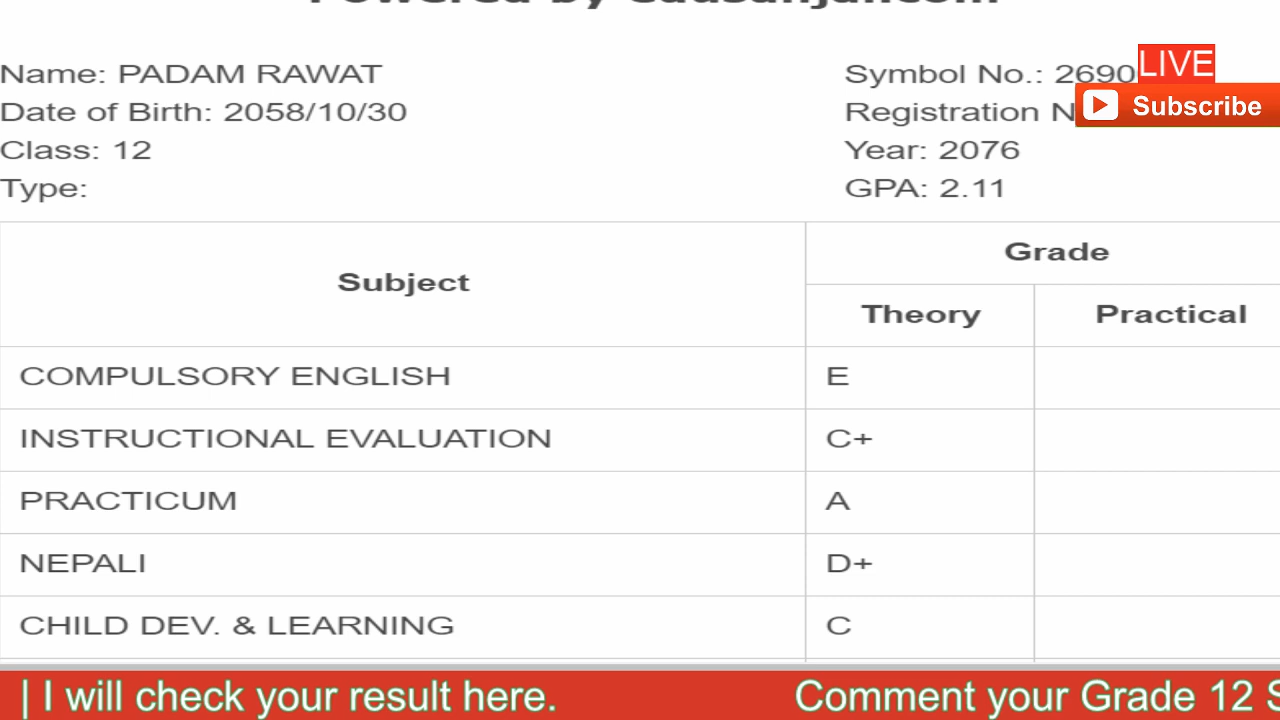 Name: PADAM RAWAT
Symbol No.: 2690
LIVE
Date of Birth: 2058/10/30
Registration N
Subscribe
Class: 12
Year: 2076
Type:
GPA: 2.11
Subject
Grade
Theory
Practical
COMPULSORY ENGLISH
E
INSTRUCTIONAL EVALUATION
C+
PRACTICUM
A
NEPALI
D+
CHILD DEV. & LEARNING
C
| I will check your result here.
Comment your Grade 12 S